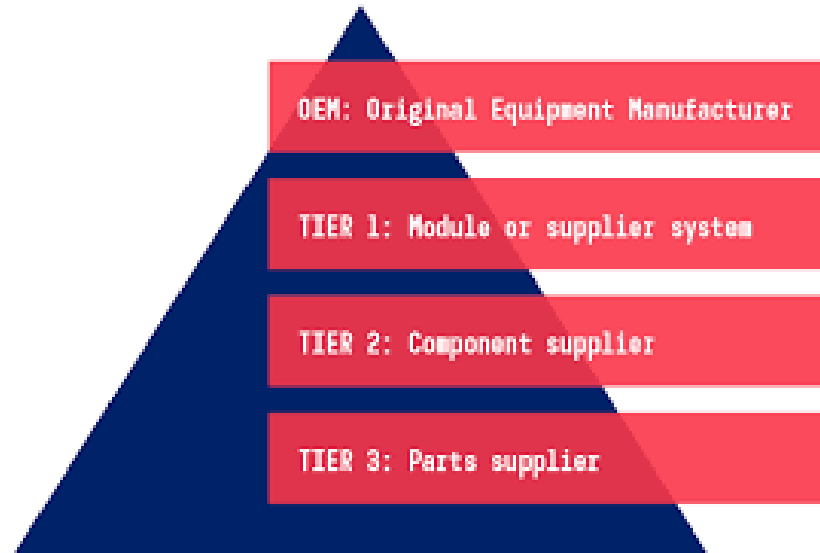 OEM: Original Equipment Manufacturer
TIER 1: Module or supplier system
TIER 2: Component supplier
TIER 3: Parts supplier